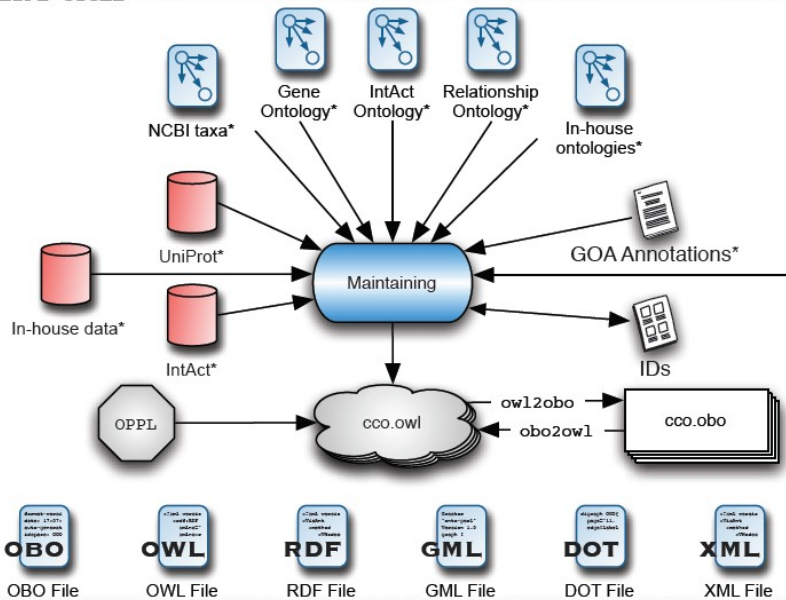 Gene
Ontology*
IntAct
Ontology*
Relationship
Ontology*
NCBI taxa*
In-house
ontologies*
UniProt*
GOA Annotations*
Maintaining
In-house data*
IntAct*
IDs
OPPL
cco.owl
owl2obo
obo2owl
cco.obo
OBO
OWL
RDF
GML
DOT
XML
OBO File
OWL File
RDF File
GML File
DOT File
XML File